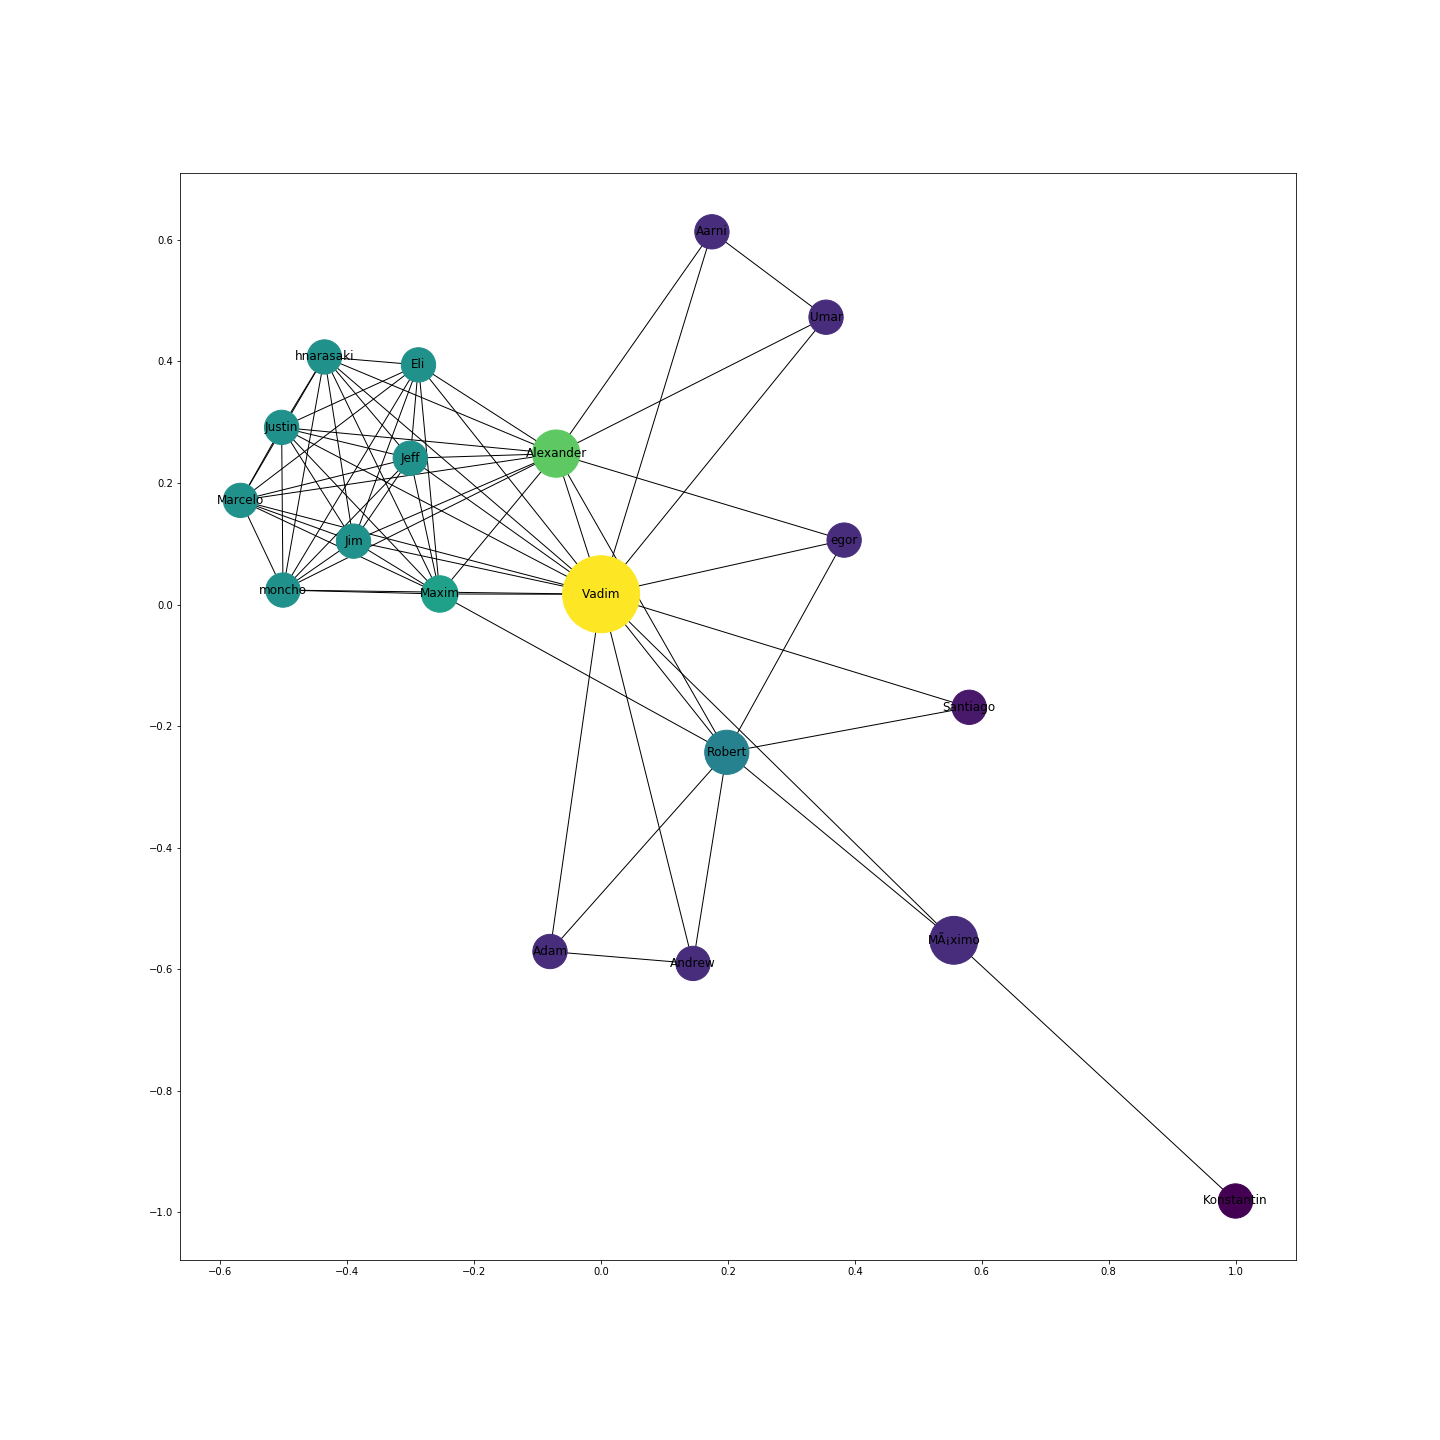 Aarni
0.6
Umar
hnarasaki
0.4
Eli
Justin
Alexander
Jeff
0.2
Marcelo
Jim
egor
moncho
Maxim
Vadim
0.0
Santiago
−0.2
Robert
−0.4
MÃ¡ximo
Adam
Andrew
−0.6
−0.8
Konstantin
−1.0
−0.6 −0.4 −0.2 0.0 0.2 0.4 0.6 0.8 1.0